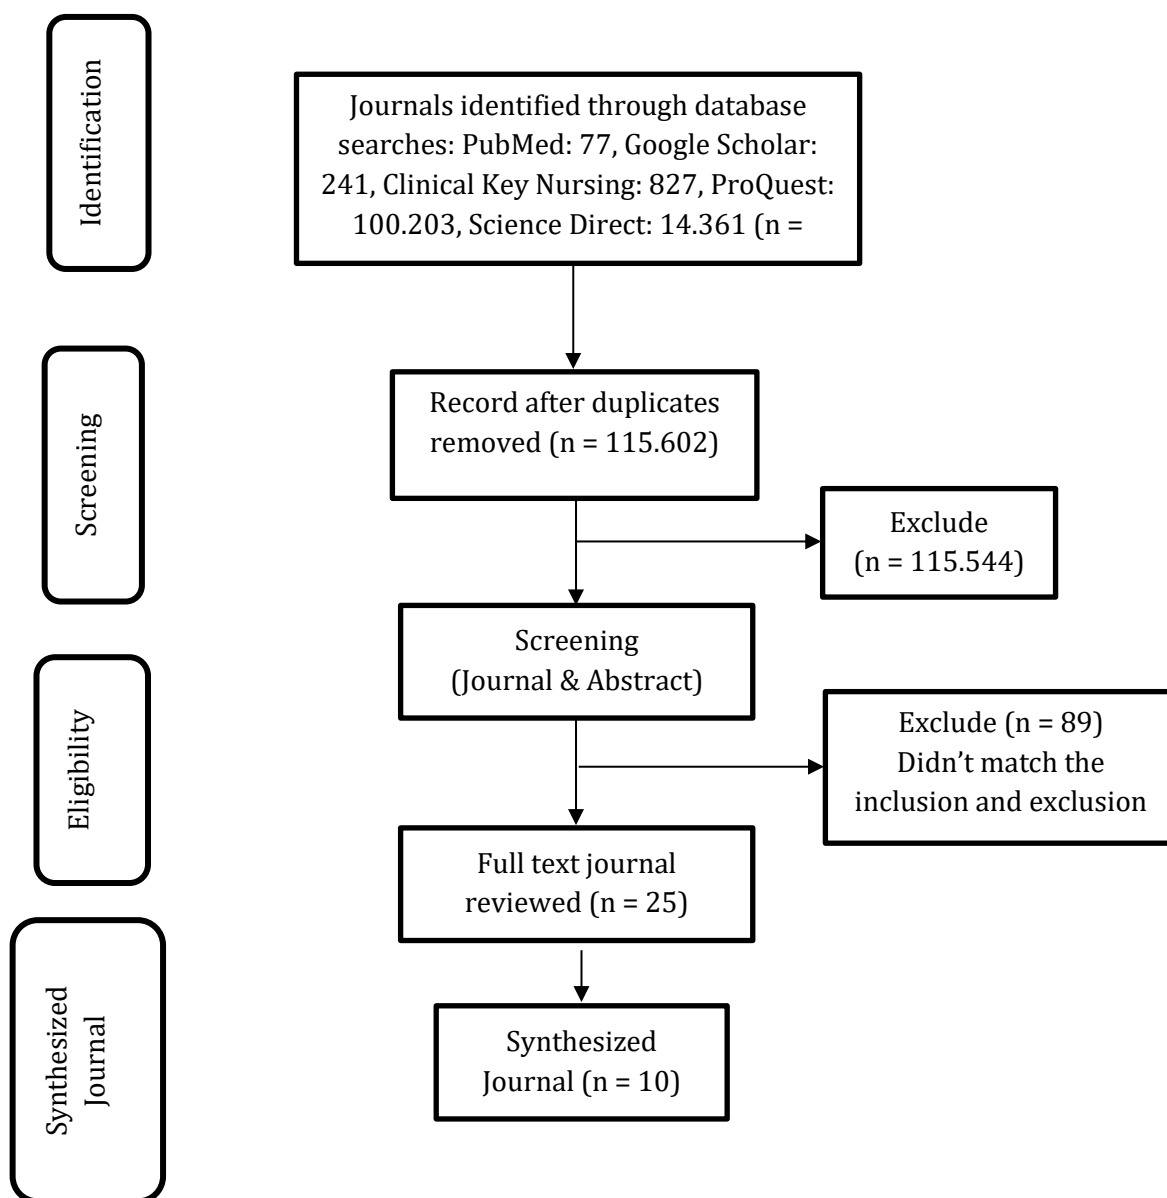 Identification
Journals identified through database
searches: PubMed: 77, Google Scholar:
241, Clinical Key Nursing: 827, ProQuest:
100.203, Science Direct: 14.361 (n =
Screening
Record after duplicates
removed (n = 115.602)
Exclude
(n = 115.544)
Screening
(Journal & Abstract)
Eligibility
Exclude (n = 89)
Didn’t match the
inclusion and exclusion
Full text journal
reviewed (n = 25)
Synthesized
Journal
Synthesized
Journal (n = 10)